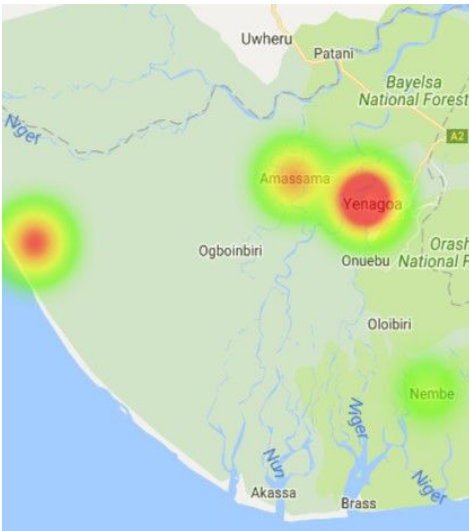 Uwheru
Patani
Bayelsa
National Forest
Niger
A2
Amassama
Yenagoa
Ogboinbiri
Onuebu
Orash
National F
Oloibiri
Nembe
Niger
Nun
Niger
Akassa
Brass